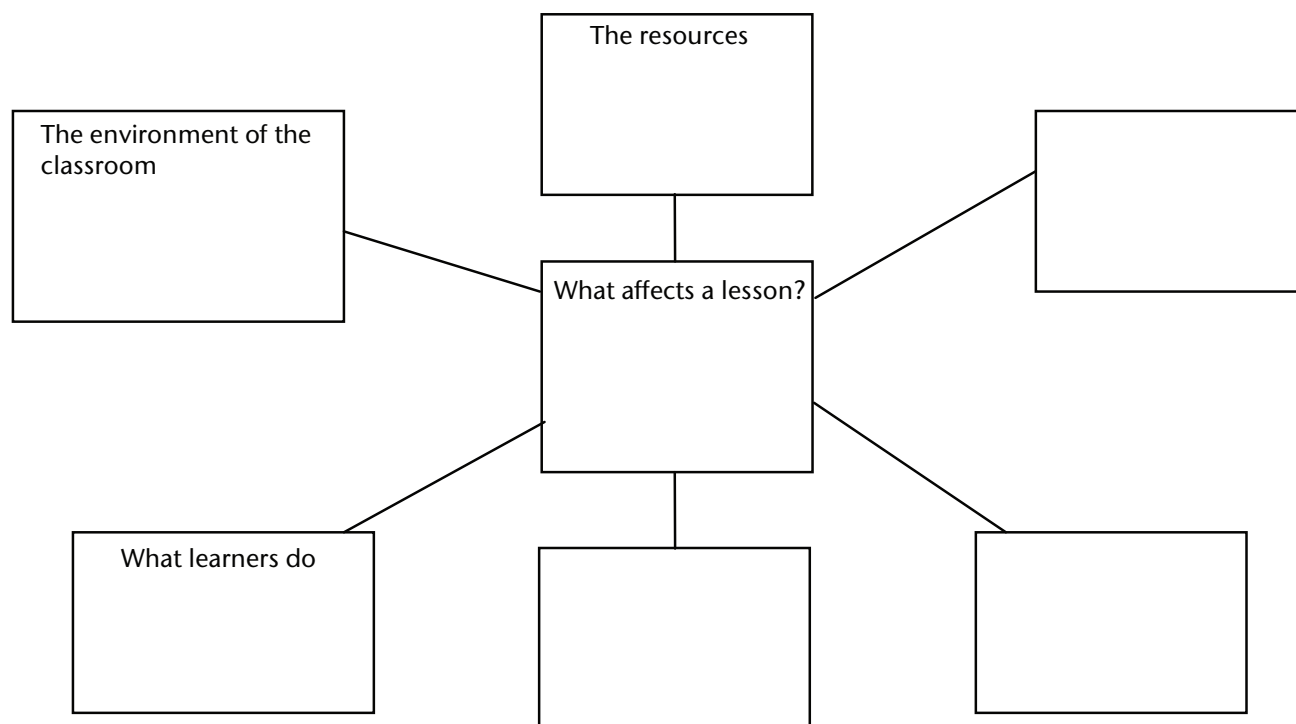 The resources
The environment of the
classroom
What affects a lesson?
What learners do